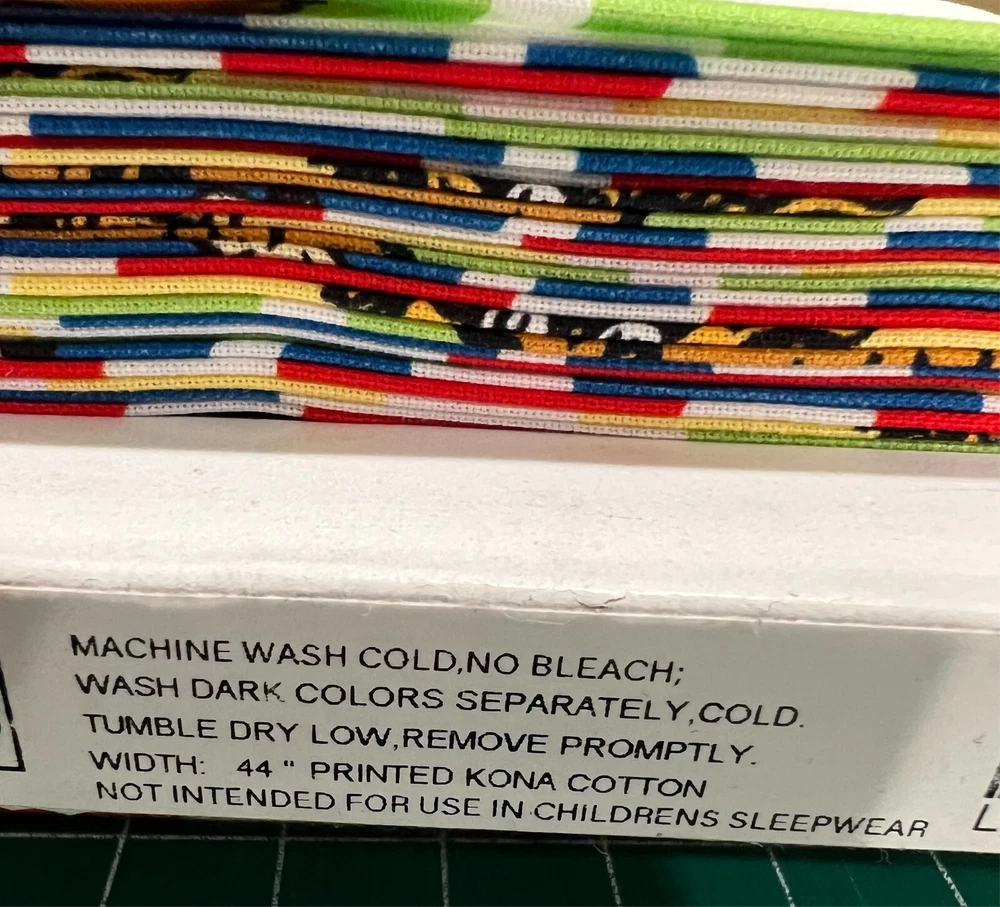 MACHINE WASH COLD,NO BLEACH;
WASH DARK COLORS SEPARATELY,COLD.
TUMBLE DRY LOW,REMOVE PROMPTLY.
WIDTH: 44 " PRINTED KONA COTTON
NOT INTENDED FOR USE IN CHILDRENS SLEEPWEAR